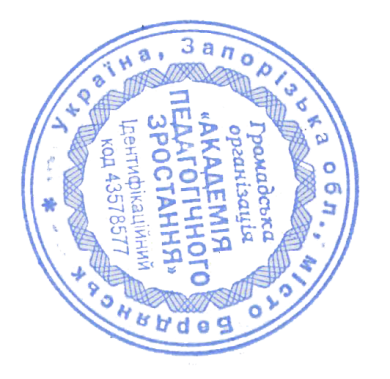 Україна, Запорізька обл., місто Бердянськ *
Громадська
організація
«АКАДЕМІЯ
ПЕДАГОГІЧНОГО
ЗРОСТАННЯ»
Ідентифікаційний
код 43578577